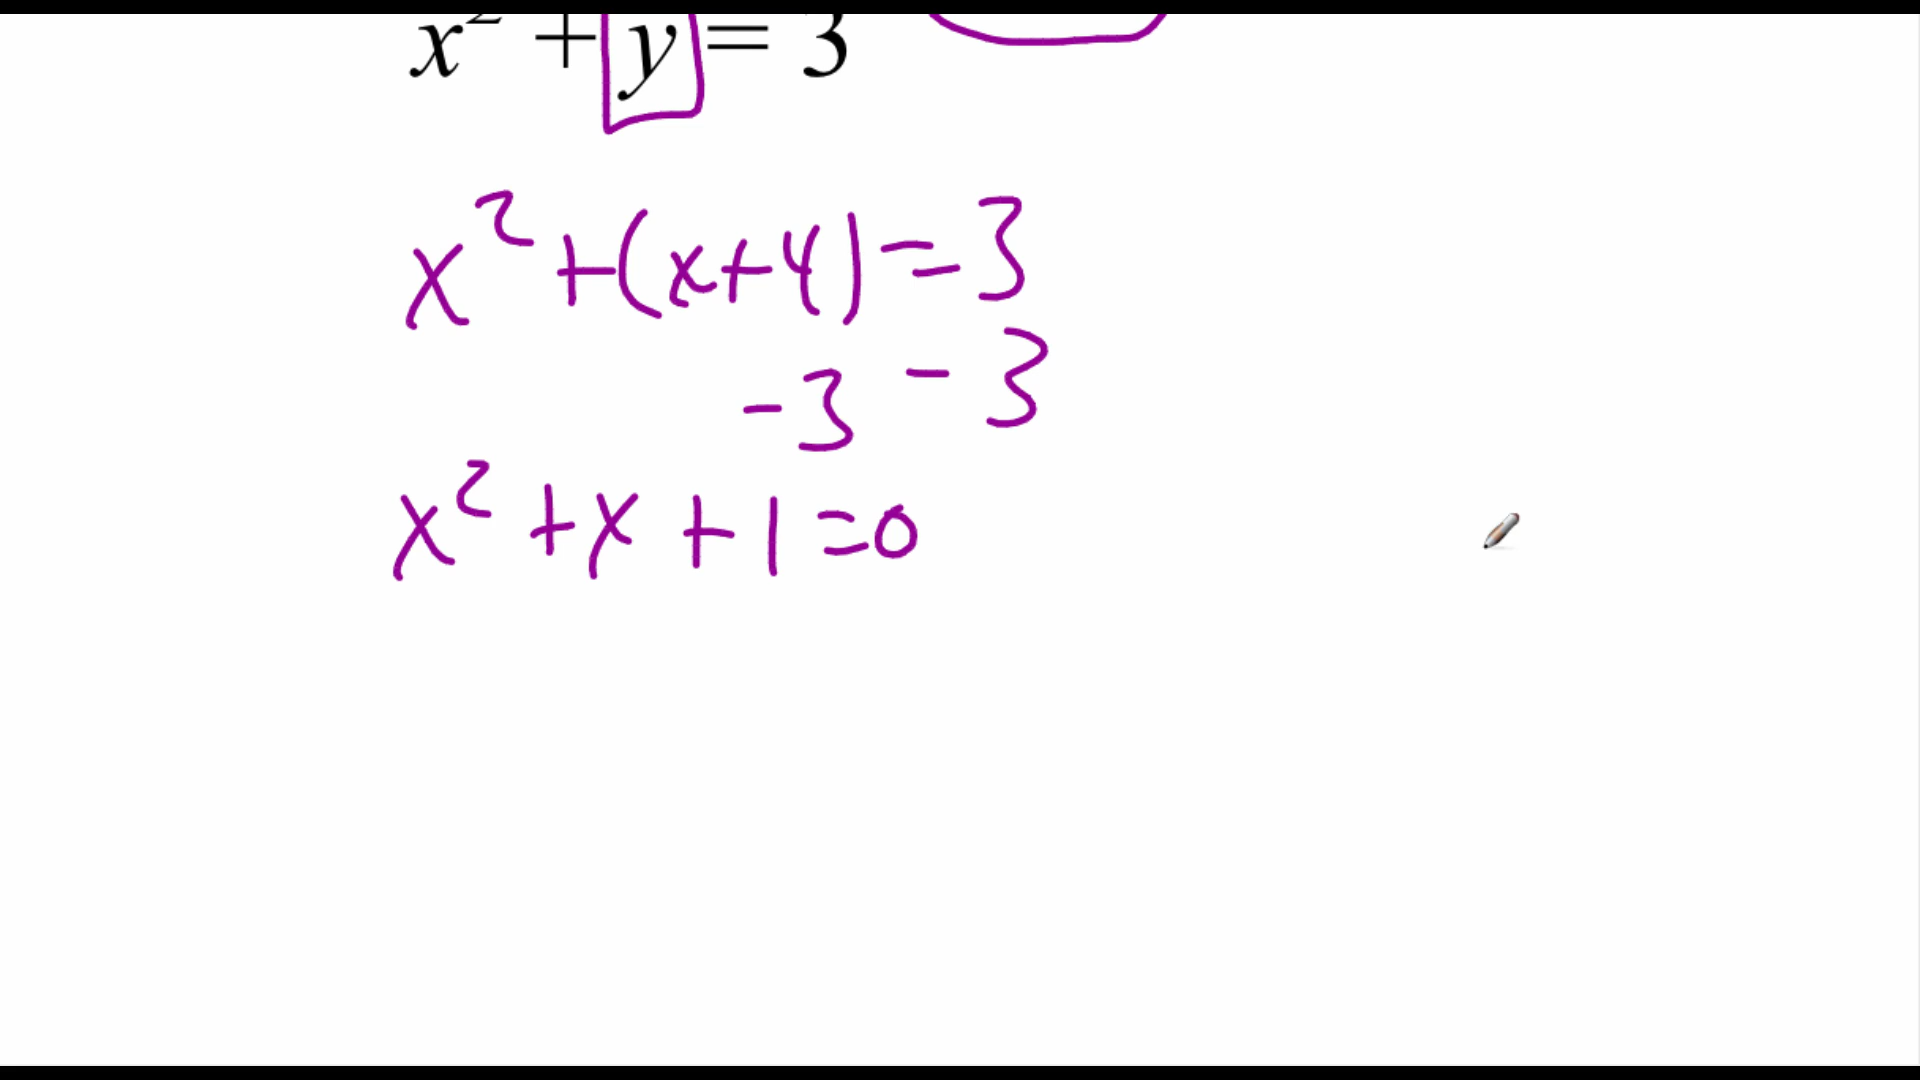 x² + y = 3
x² + (x + 4) = 3
- 3 - 3
x² + x + 1 = 0